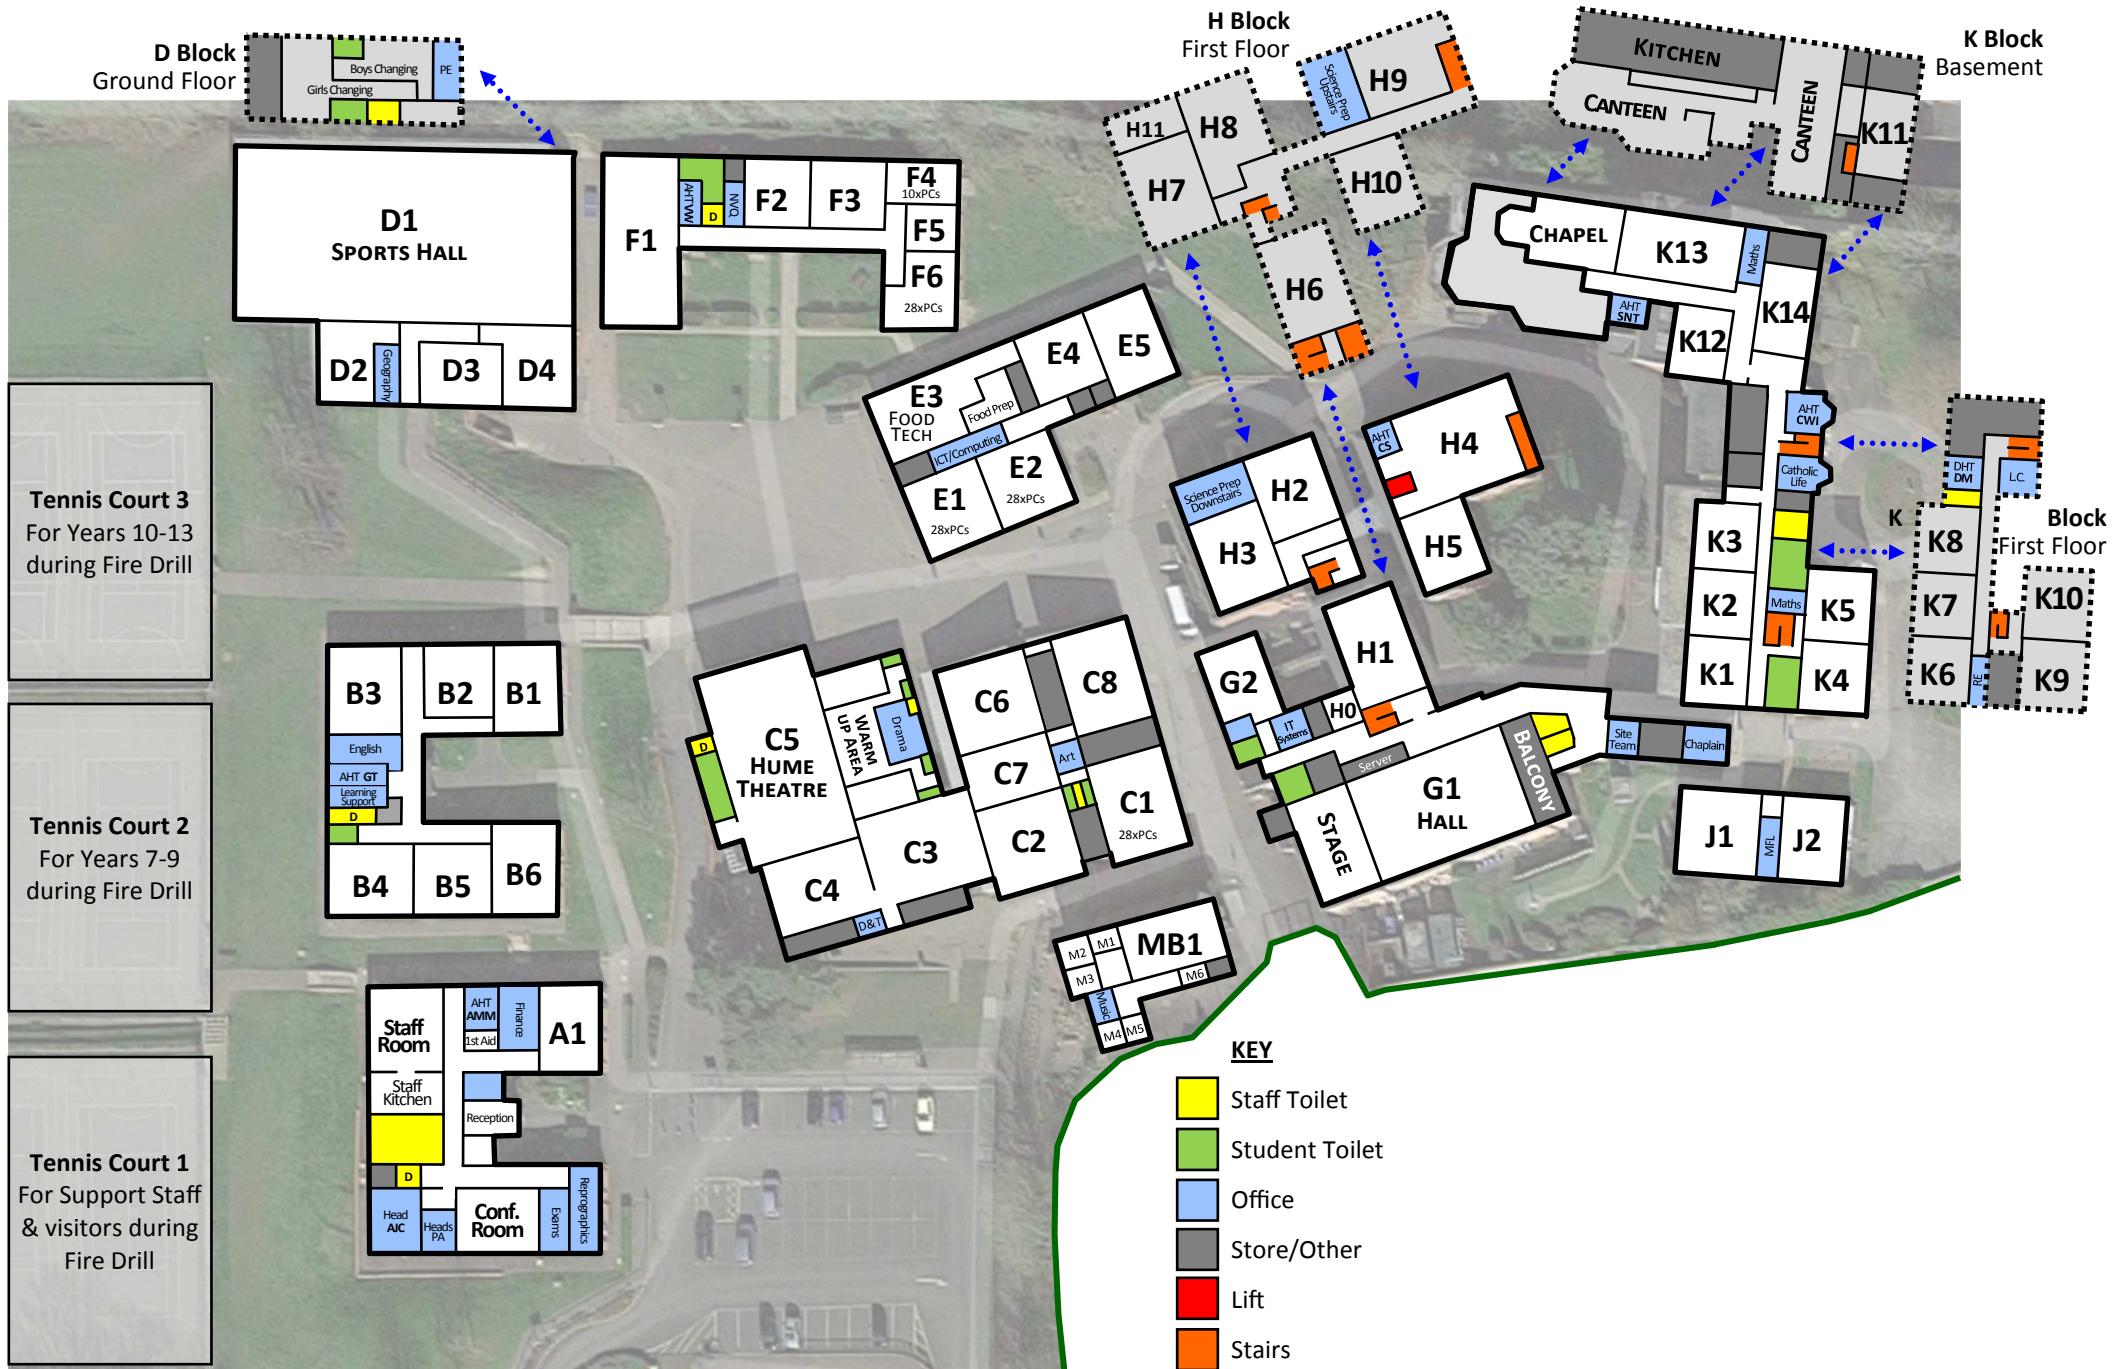 D Block
Ground Floor
Boys Changing
PE
Girls Changing
D
H Block
First Floor
Science Prep
Upstairs
H9
H11
H8
H7
H10
H6
K Block
Basement
KITCHEN
CANTEEN
CANTEEN
K11
D1
SPORTS HALL
D2
Geography
D3
D4
F1
AHT VW
D
NVQ
F2
F3
F4
10xPCs
F5
F6
28xPCs
E3
FOOD
TECH
Food Prep
E4
E5
ICT/Computing
E1
28xPCs
E2
28xPCs
CHAPEL
K13
Maths
K14
AHT
SNT
K12
AHT
CWI
Catholic
Life
K3
K2
Maths
K5
K1
K4
DHT
DM
L.C.
K Block
First Floor
K8
K7
K10
K6
RE
K9
Science Prep
Downstairs
H2
H3
AHT
CS
H4
H5
H1
H0
G2
IT
Systems
Server
G1
HALL
STAGE
BALCONY
Site
Team
Chaplain
J1
MFL
J2
Tennis Court 3
For Years 10-13
during Fire Drill
Tennis Court 2
For Years 7-9
during Fire Drill
Tennis Court 1
For Support Staff
& visitors during
Fire Drill
B3
B2
B1
English
AHT GT
Learning
Support
D
B4
B5
B6
D
C5
HUME
THEATRE
WARM
UP AREA
Drama
C6
C8
C7
Art
C1
28xPCs
C2
C3
C4
D&T
M2
M1
MB1
M3
M6
Music
M4
M5
Staff
Room
AHT
AMM
1st Aid
Finance
A1
Staff
Kitchen
Reception
D
Head
AJC
Heads
PA
Conf.
Room
Exams
Reprographics
KEY
Staff Toilet
Student Toilet
Office
Store/Other
Lift
Stairs